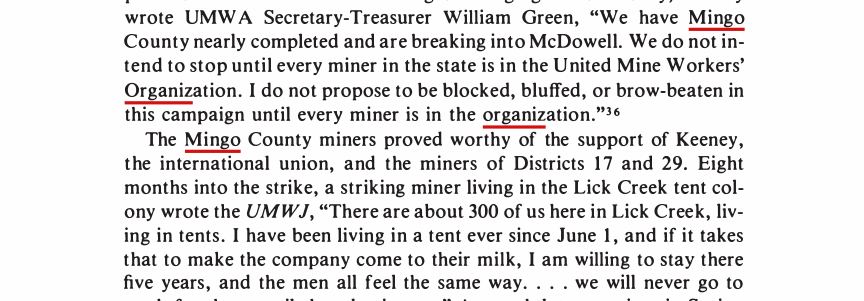 wrote UMWA Secretary-Treasurer William Green, “We have Mingo
County nearly completed and are breaking into McDowell. We do not in-
tend to stop until every miner in the state is in the United Mine Workers’
Organization. I do not propose to be blocked, bluffed, or brow-beaten in
this campaign until every miner is in the organization.”³⁶
The Mingo County miners proved worthy of the support of Keeney,
the international union, and the miners of Districts 17 and 29. Eight
months into the strike, a striking miner living in the Lick Creek tent col-
ony wrote the UMWJ, “There are about 300 of us here in Lick Creek, liv-
ing in tents. I have been living in a tent ever since June 1, and if it takes
that to make the company come to their milk, I am willing to stay there
five years, and the men all feel the same way. . . . we will never go to